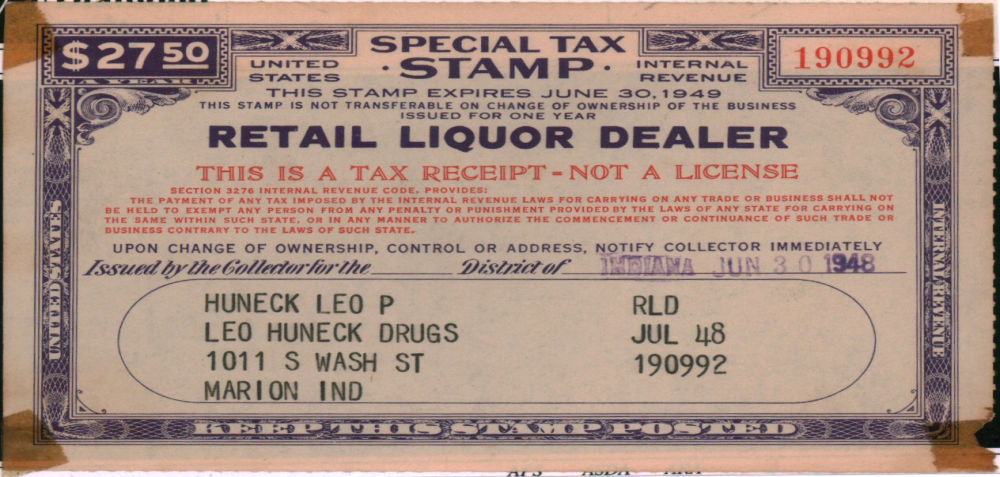 $27.50
A YEAR
UNITED STATES
SPECIAL TAX
· STAMP ·
INTERNAL REVENUE
190992
THIS STAMP EXPIRES JUNE 30, 1949
THIS STAMP IS NOT TRANSFERABLE ON CHANGE OF OWNERSHIP OF THE BUSINESS
ISSUED FOR ONE YEAR
RETAIL LIQUOR DEALER
THIS IS A TAX RECEIPT - NOT A LICENSE
SECTION 3276 INTERNAL REVENUE CODE, PROVIDES:
THE PAYMENT OF ANY TAX IMPOSED BY THE INTERNAL REVENUE LAWS FOR CARRYING ON ANY TRADE OR BUSINESS SHALL NOT
BE HELD TO EXEMPT ANY PERSON FROM ANY PENALTY OR PUNISHMENT PROVIDED BY THE LAWS OF ANY STATE FOR CARRYING ON
THE SAME WITHIN SUCH STATE, OR IN ANY MANNER TO AUTHORIZE THE COMMENCEMENT OR CONTINUANCE OF SUCH TRADE OR
BUSINESS CONTRARY TO THE LAWS OF SUCH STATE.
UPON CHANGE OF OWNERSHIP, CONTROL OR ADDRESS, NOTIFY COLLECTOR IMMEDIATELY
Issued by the Collector for the District of INDIANA JUN 30 1948
HUNECK LEO P RLD
LEO HUNECK DRUGS JUL 48
1011 S WASH ST 190992
MARION IND
UNITED STATES
INTERNAL REVENUE
KEEP THIS STAMP POSTED